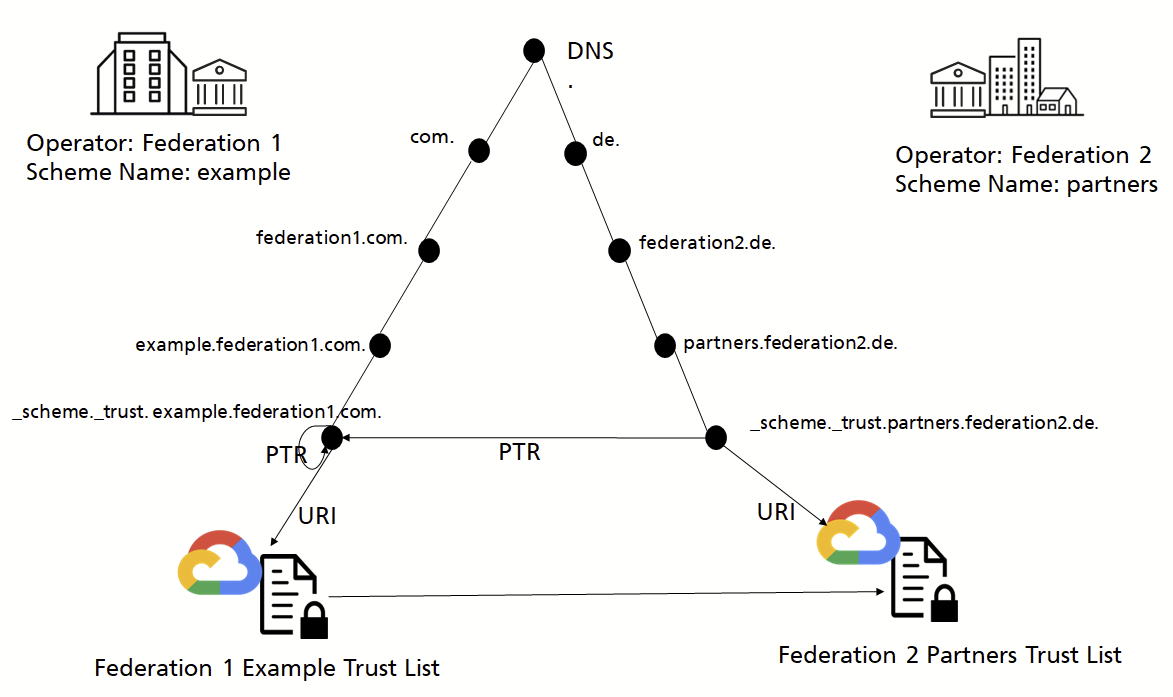 DNS
.
Operator: Federation 1
Scheme Name: example
com.
de.
Operator: Federation 2
Scheme Name: partners
federation1.com.
federation2.de.
example.federation1.com.
partners.federation2.de.
_scheme._trust. example.federation1.com.
_scheme._trust.partners.federation2.de.
PTR
PTR
URI
URI
Federation 1 Example Trust List
Federation 2 Partners Trust List